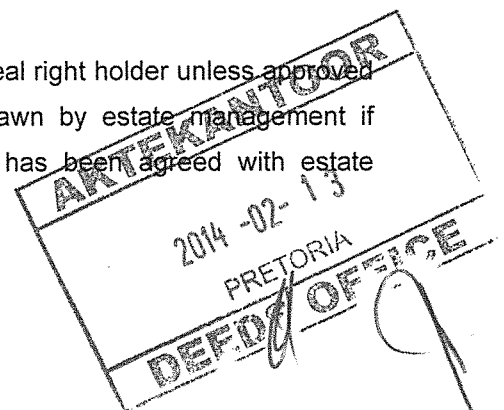 eal right holder unless approved
awn by estate management if
has been agreed with estate
AKTEKANTOOR
2014 -02- 13
PRETORIA
DEEDS OFFICE